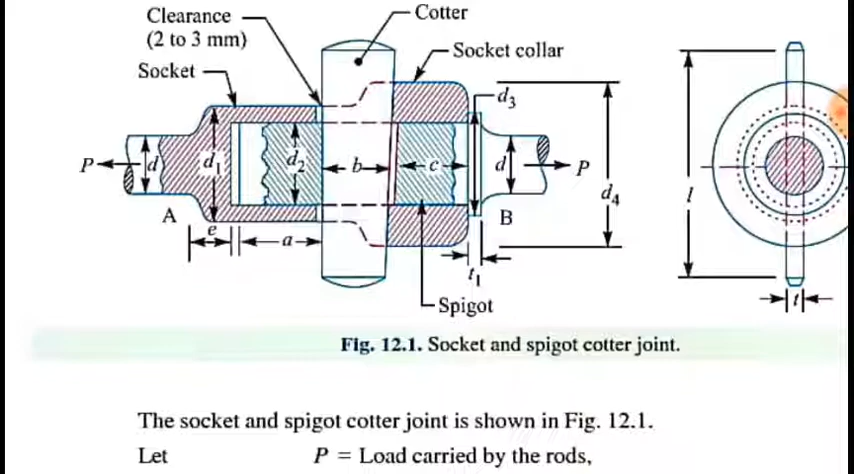 Clearance
(2 to 3 mm)
Socket
Cotter
Socket collar
d3
P
d
d1
d2
b
c
d
P
d4
l
A
B
e
a
t1
t
Spigot
Fig. 12.1. Socket and spigot cotter joint.
The socket and spigot cotter joint is shown in Fig. 12.1.
Let P = Load carried by the rods,